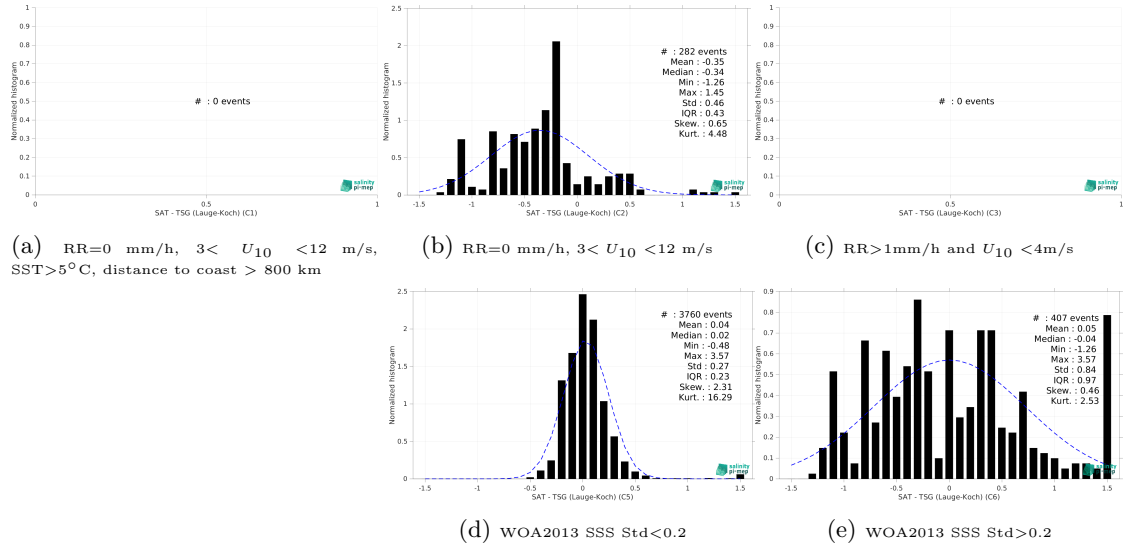 1
0.9
0.8
0.7
0.6
0.5
0.4
0.3
0.2
0.1
0
Normalized histogram
# : 0 events
salinity
pi-mep
0 0.5 1
SAT - TSG (Lauge-Koch) (C1)
(a) RR=0 mm/h, 3< U10 <12 m/s,
SST>5°C, distance to coast > 800 km
2.5
2
1.5
1
0.5
0
Normalized histogram
# : 282 events
Mean : -0.35
Median : -0.34
Min : -1.26
Max : 1.45
Std : 0.46
IQR : 0.43
Skew. : 0.65
Kurt. : 4.48
salinity
pi-mep
-1.5 -1 -0.5 0 0.5 1 1.5
SAT - TSG (Lauge-Koch) (C2)
(b) RR=0 mm/h, 3< U10 <12 m/s
1
0.9
0.8
0.7
0.6
0.5
0.4
0.3
0.2
0.1
0
Normalized histogram
# : 0 events
salinity
pi-mep
0 0.5 1
SAT - TSG (Lauge-Koch) (C3)
(c) RR>1mm/h and U10 <4m/s
2.5
2
1.5
1
0.5
0
Normalized histogram
# : 3760 events
Mean : 0.04
Median : 0.02
Min : -0.48
Max : 3.57
Std : 0.27
IQR : 0.23
Skew. : 2.31
Kurt. : 16.29
salinity
pi-mep
-1.5 -1 -0.5 0 0.5 1 1.5
SAT - TSG (Lauge-Koch) (C5)
(d) WOA2013 SSS Std<0.2
0.9
0.8
0.7
0.6
0.5
0.4
0.3
0.2
0.1
0
Normalized histogram
# : 407 events
Mean : 0.05
Median : -0.04
Min : -1.26
Max : 3.57
Std : 0.84
IQR : 0.97
Skew. : 0.46
Kurt. : 2.53
salinity
pi-mep
-1.5 -1 -0.5 0 0.5 1 1.5
SAT - TSG (Lauge-Koch) (C6)
(e) WOA2013 SSS Std>0.2